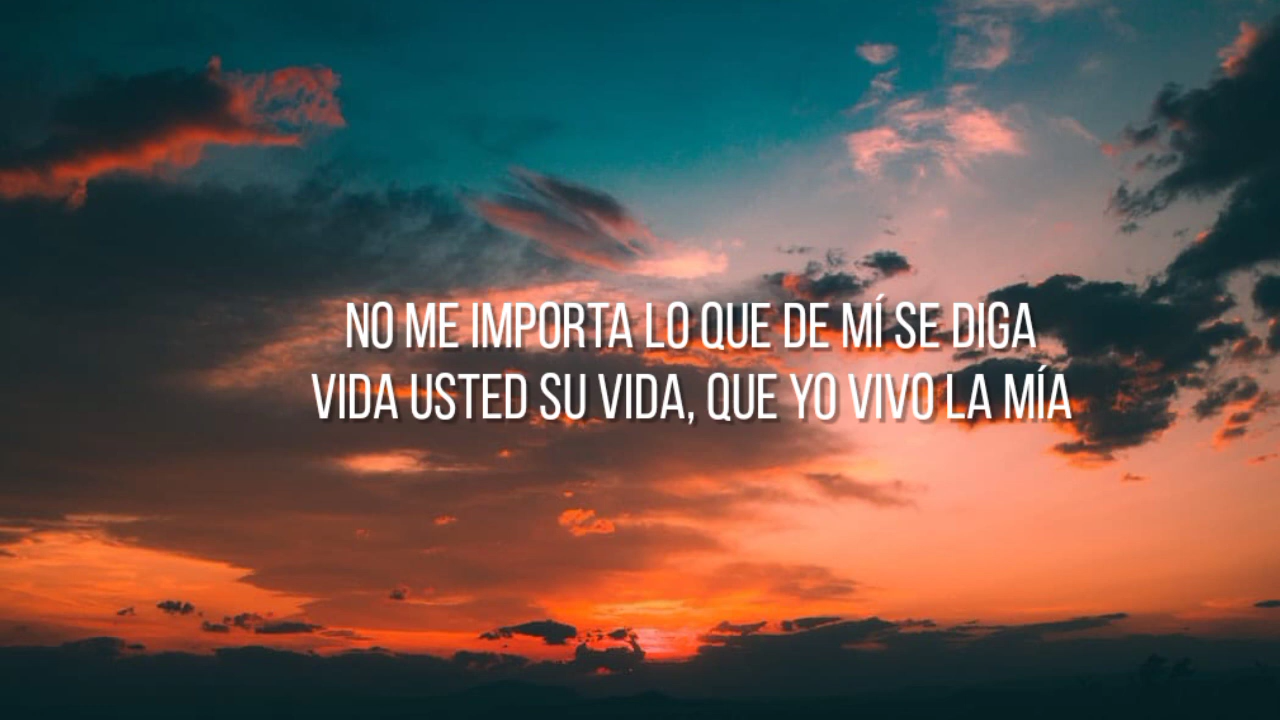 NO ME IMPORTA LO QUE DE MÍ SE DIGA
VIDA USTED SU VIDA, QUE YO VIVO LA MÍA